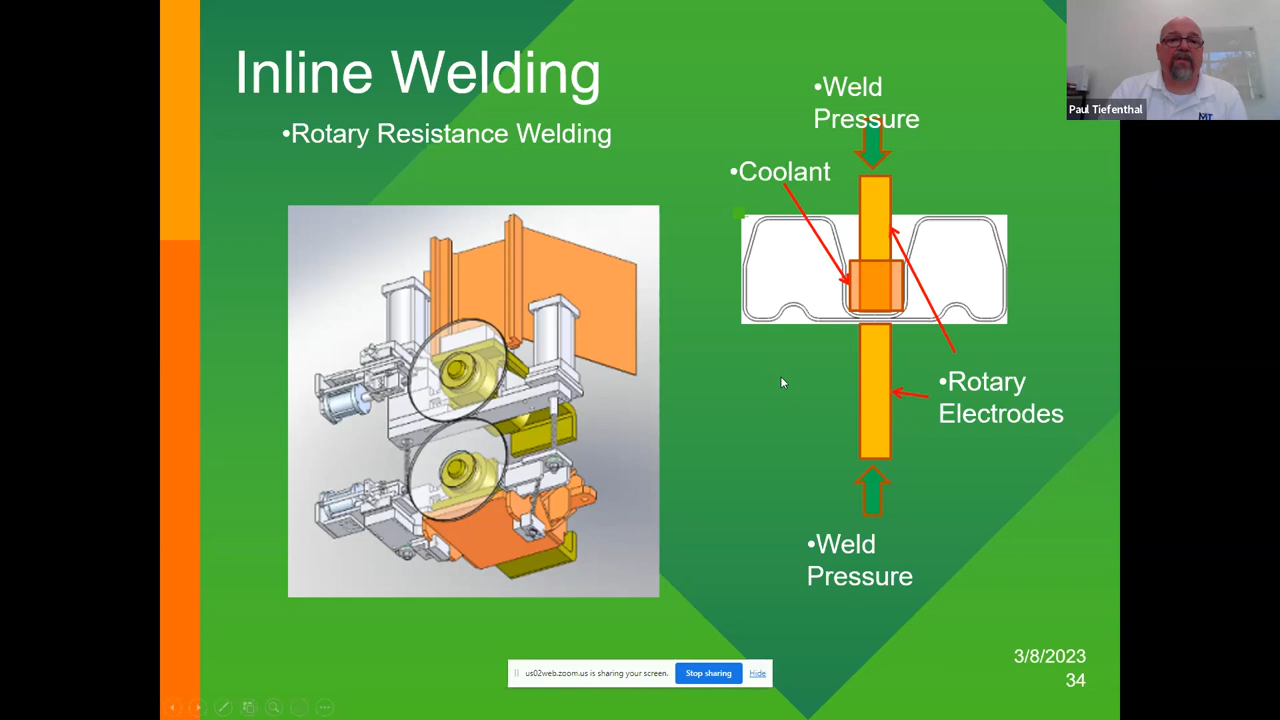 Inline Welding
•Rotary Resistance Welding
•Weld
Pressure
•Coolant
•Rotary
Electrodes
•Weld
Pressure
3/8/2023
34
Paul Tiefenthal
MT
us02web.zoom.us is sharing your screen.
Stop sharing
Hide